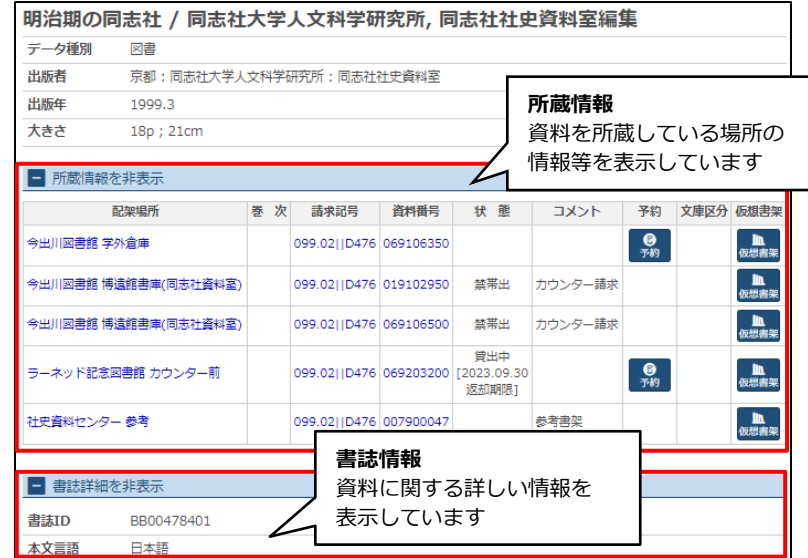 明治期の同志社 / 同志社大学人文科学研究所, 同志社社史資料室編集
データ種別 図書
出版者 京都：同志社大学人文科学研究所：同志社社史資料室
出版年 1999.3
大きさ 18p ; 21cm
所蔵情報
資料を所蔵している場所の
情報等を表示しています
所蔵情報を非表示
配架場所 巻 次 請求記号 資料番号 状 態 コメント 予約 文庫区分 仮想書架
今出川図書館 学外倉庫 099.02||D476 069106350 予約 仮想書架
今出川図書館 博遠館書庫(同志社資料室) 099.02||D476 019102950 禁帯出 カウンター請求 仮想書架
今出川図書館 博遠館書庫(同志社資料室) 099.02||D476 069106500 禁帯出 カウンター請求 仮想書架
ラーネッド記念図書館 カウンター前 099.02||D476 069203200 貸出中 [2023.09.30 返却期限] 予約 仮想書架
社史資料センター 参考 099.02||D476 007900047 参考書架 仮想書架
書誌情報
資料に関する詳しい情報を
表示しています
書誌詳細を非表示
書誌ID BB00478401
本文言語 日本語